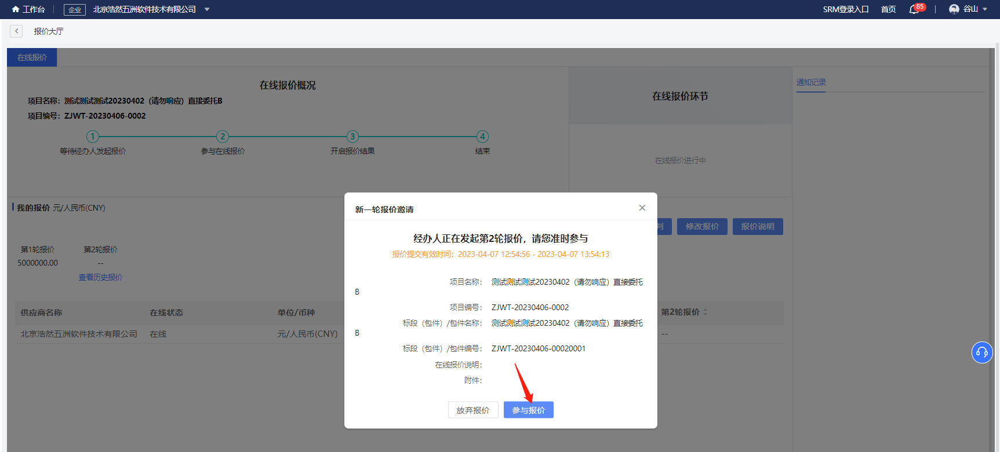 工作台 企业 北京浩然五洲软件技术有限公司 SRM登录入口 首页 85 谷山
报价大厅
在线报价
在线报价概况
项目名称：测试测试测试20230402（请勿响应）直接委托B
项目编号：ZJWT-20230406-0002
1 2 3 4
等待经办人发起报价 参与在线报价 开启报价结果 结束
在线报价环节
在线报价进行中
通知记录
我的报价 元/人民币(CNY)
判 修改报价 报价说明
第1轮报价 第2轮报价
5000000.00 --
查看历史报价
供应商名称 在线状态 单位/币种 第2轮报价
北京浩然五洲软件技术有限公司 在线 元/人民币(CNY) --
新一轮报价邀请
经办人正在发起第2轮报价，请您准时参与
报价提交有效时间：2023-04-07 12:54:56 - 2023-04-07 13:54:13
项目名称： 测试测试测试20230402（请勿响应）直接委托
B
项目编号： ZJWT-20230406-0002
标段（包件）/包件名称： 测试测试测试20230402（请勿响应）直接委托
B
标段（包件）/包件编号： ZJWT-20230406-00020001
在线报价说明：
附件：
放弃报价 参与报价